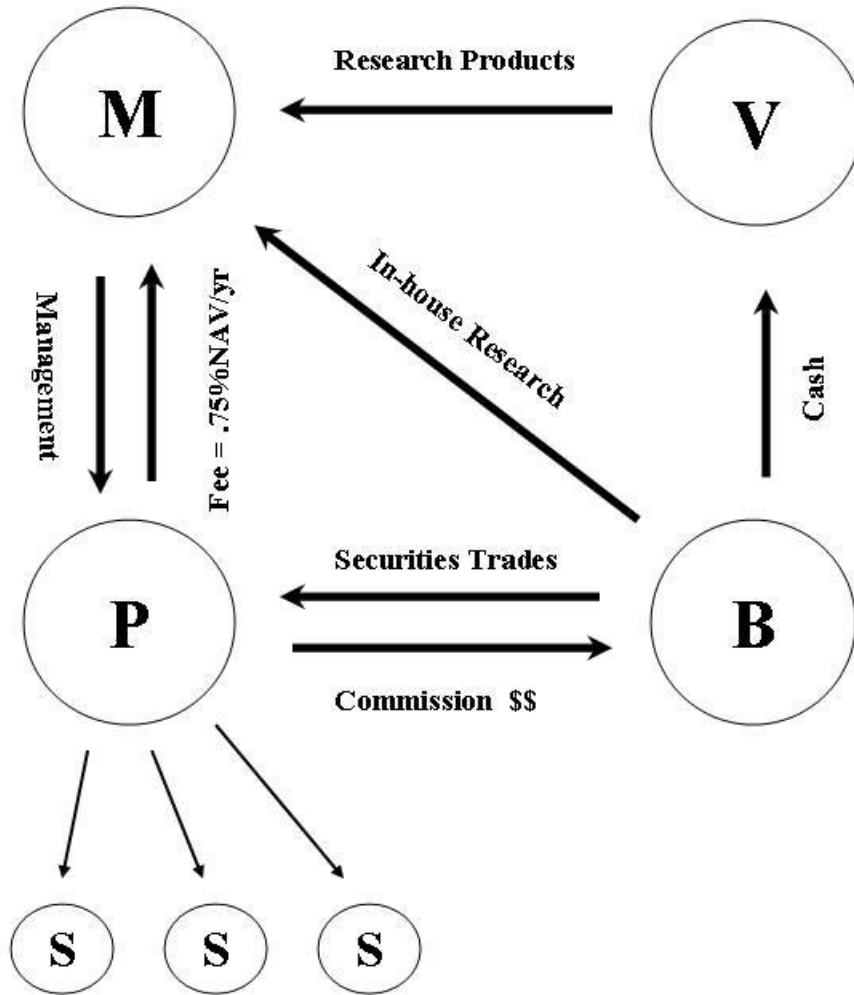 Research Products
M
V
In-house Research
Management
Fee = .75%NAV/yr
Cash
Securities Trades
P
B
Commission $$
S
S
S